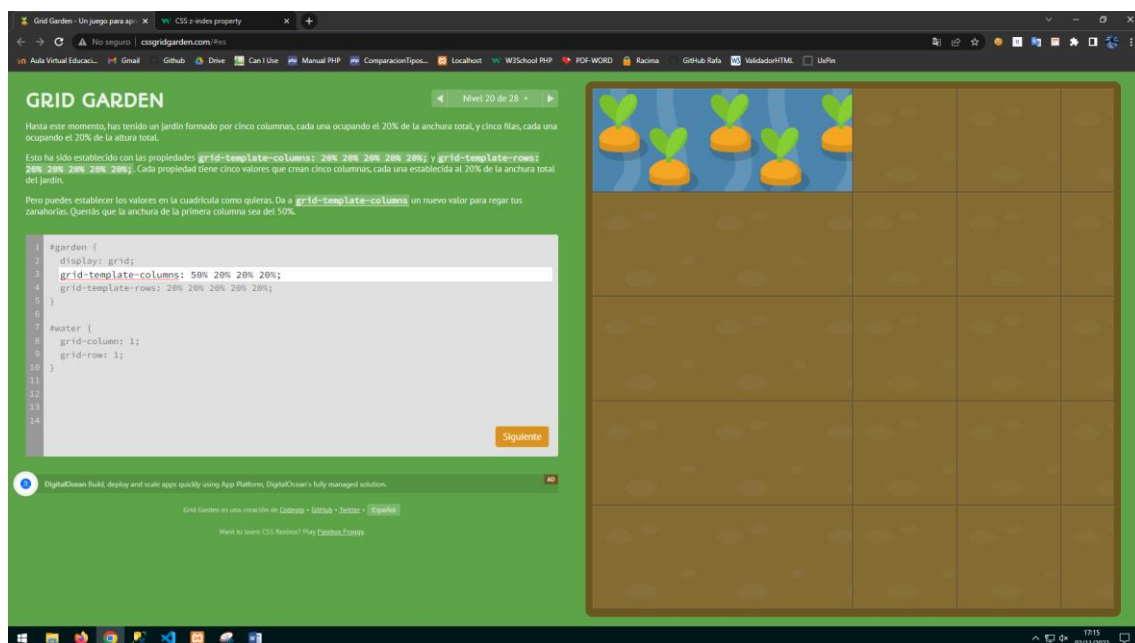 Grid Garden - Un juego para apr
CSS z-index property
No seguro | cssgridgarden.com/#es
Aula Virtual Educaci... Gmail Github Drive Can I Use Manual PHP ComparacionTipos... Localhost W3School PHP PDF-WORD Racima GitHub Rafa ValidadorHTML UxPin
GRID GARDEN
Nivel 20 de 28
Hasta este momento, has tenido un jardín formado por cinco columnas, cada una ocupando el 20% de la anchura total, y cinco filas, cada una
ocupando el 20% de la altura total.
Esto ha sido establecido con las propiedades grid-template-columns: 20% 20% 20% 20% 20%; y grid-template-rows:
20% 20% 20% 20% 20%;. Cada propiedad tiene cinco valores que crean cinco columnas, cada una establecida al 20% de la anchura total
del jardín.
Pero puedes establecer los valores en la cuadrícula como quieras. Da a grid-template-columns un nuevo valor para regar tus
zanahorias. Querrás que la anchura de la primera columna sea del 50%.
1 #garden {
2 display: grid;
3 grid-template-columns: 50% 20% 20% 20%;
4 grid-template-rows: 20% 20% 20% 20% 20%;
5 }
6
7 #water {
8 grid-column: 1;
9 grid-row: 1;
10 }
11
12
13
14
Siguiente
DigitalOcean Build, deploy and scale apps quickly using App Platform, DigitalOcean's fully managed solution.
AD
Grid Garden es una creación de Codepip • GitHub • Twitter • Español
Want to learn CSS flexbox? Play Flexbox Froggy
17:15